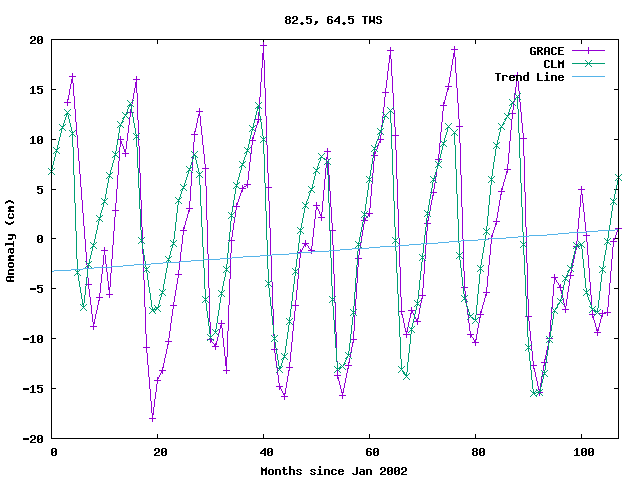 82.5, 64.5 TWS
GRACE
CLM
Trend Line
20
15
10
5
0
-5
-10
-15
-20
Anomaly (cm)
0 20 40 60 80 100
Months since Jan 2002